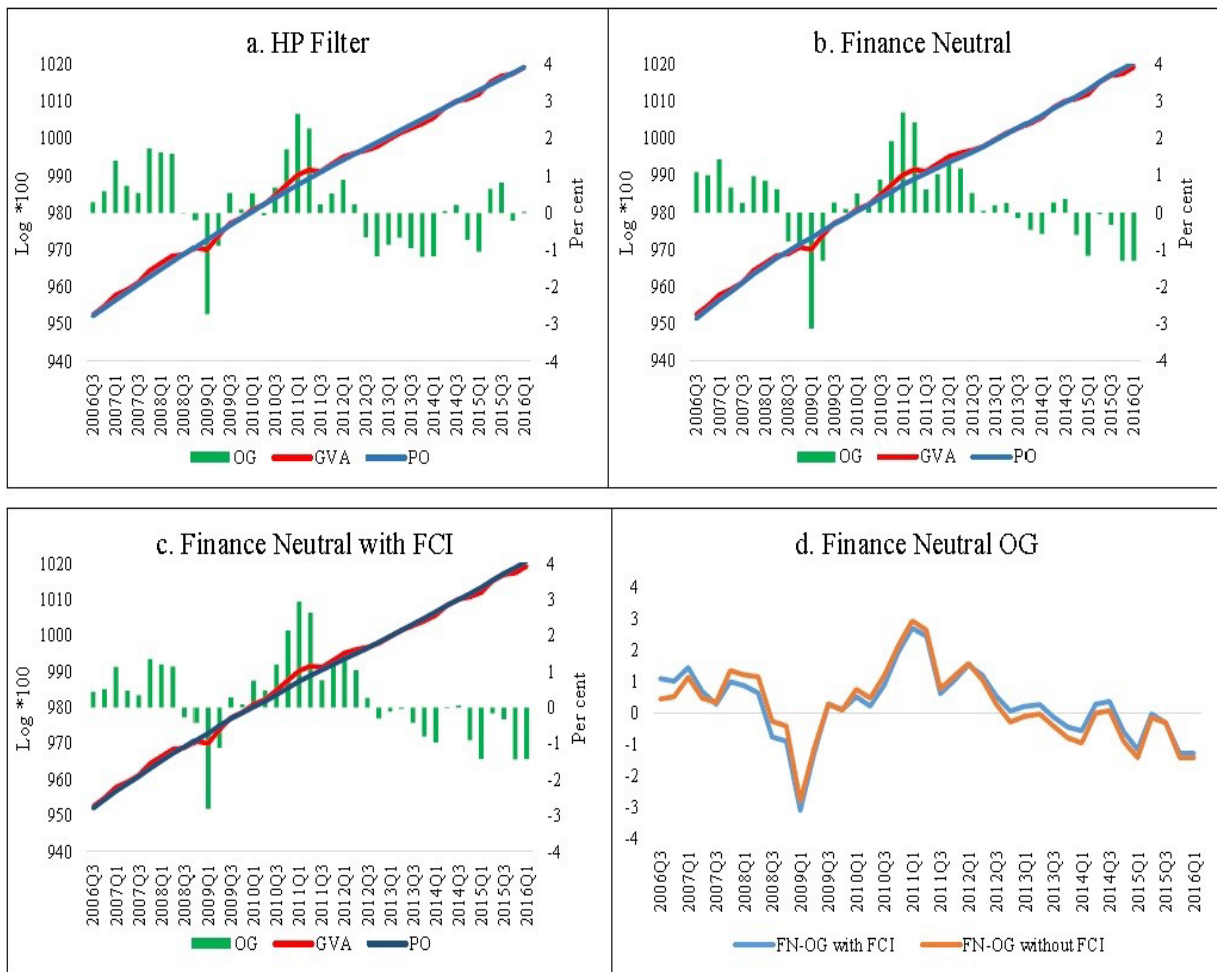 a. HP Filter
1020
1010
1000
990
980
970
960
950
940
Log *100
4
3
2
1
0
-1
-2
-3
-4
Per cent
2006Q3
2007Q1
2007Q3
2008Q1
2008Q3
2009Q1
2009Q3
2010Q1
2010Q3
2011Q1
2011Q3
2012Q1
2012Q3
2013Q1
2013Q3
2014Q1
2014Q3
2015Q1
2015Q3
2016Q1
OG GVA PO
b. Finance Neutral
1020
1010
1000
990
980
970
960
950
940
Log *100
4
3
2
1
0
-1
-2
-3
-4
Per cent
2006Q3
2007Q1
2007Q3
2008Q1
2008Q3
2009Q1
2009Q3
2010Q1
2010Q3
2011Q1
2011Q3
2012Q1
2012Q3
2013Q1
2013Q3
2014Q1
2014Q3
2015Q1
2015Q3
2016Q1
OG GVA PO
c. Finance Neutral with FCI
1020
1010
1000
990
980
970
960
950
940
Log *100
4
3
2
1
0
-1
-2
-3
-4
Per cent
2006Q3
2007Q1
2007Q3
2008Q1
2008Q3
2009Q1
2009Q3
2010Q1
2010Q3
2011Q1
2011Q3
2012Q1
2012Q3
2013Q1
2013Q3
2014Q1
2014Q3
2015Q1
2015Q3
2016Q1
OG GVA PO
d. Finance Neutral OG
4
3
2
1
0
-1
-2
-3
-4
2006Q3
2007Q1
2007Q3
2008Q1
2008Q3
2009Q1
2009Q3
2010Q1
2010Q3
2011Q1
2011Q3
2012Q1
2012Q3
2013Q1
2013Q3
2014Q1
2014Q3
2015Q1
2015Q3
2016Q1
FN-OG with FCI FN-OG without FCI